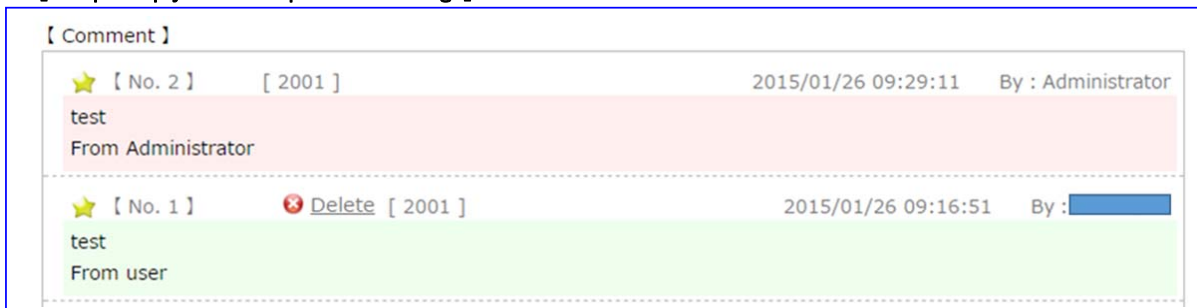 【 Comment 】
【 No. 2 】 [ 2001 ] 2015/01/26 09:29:11 By : Administrator
test
From Administrator
【 No. 1 】 Delete [ 2001 ] 2015/01/26 09:16:51 By :
test
From user